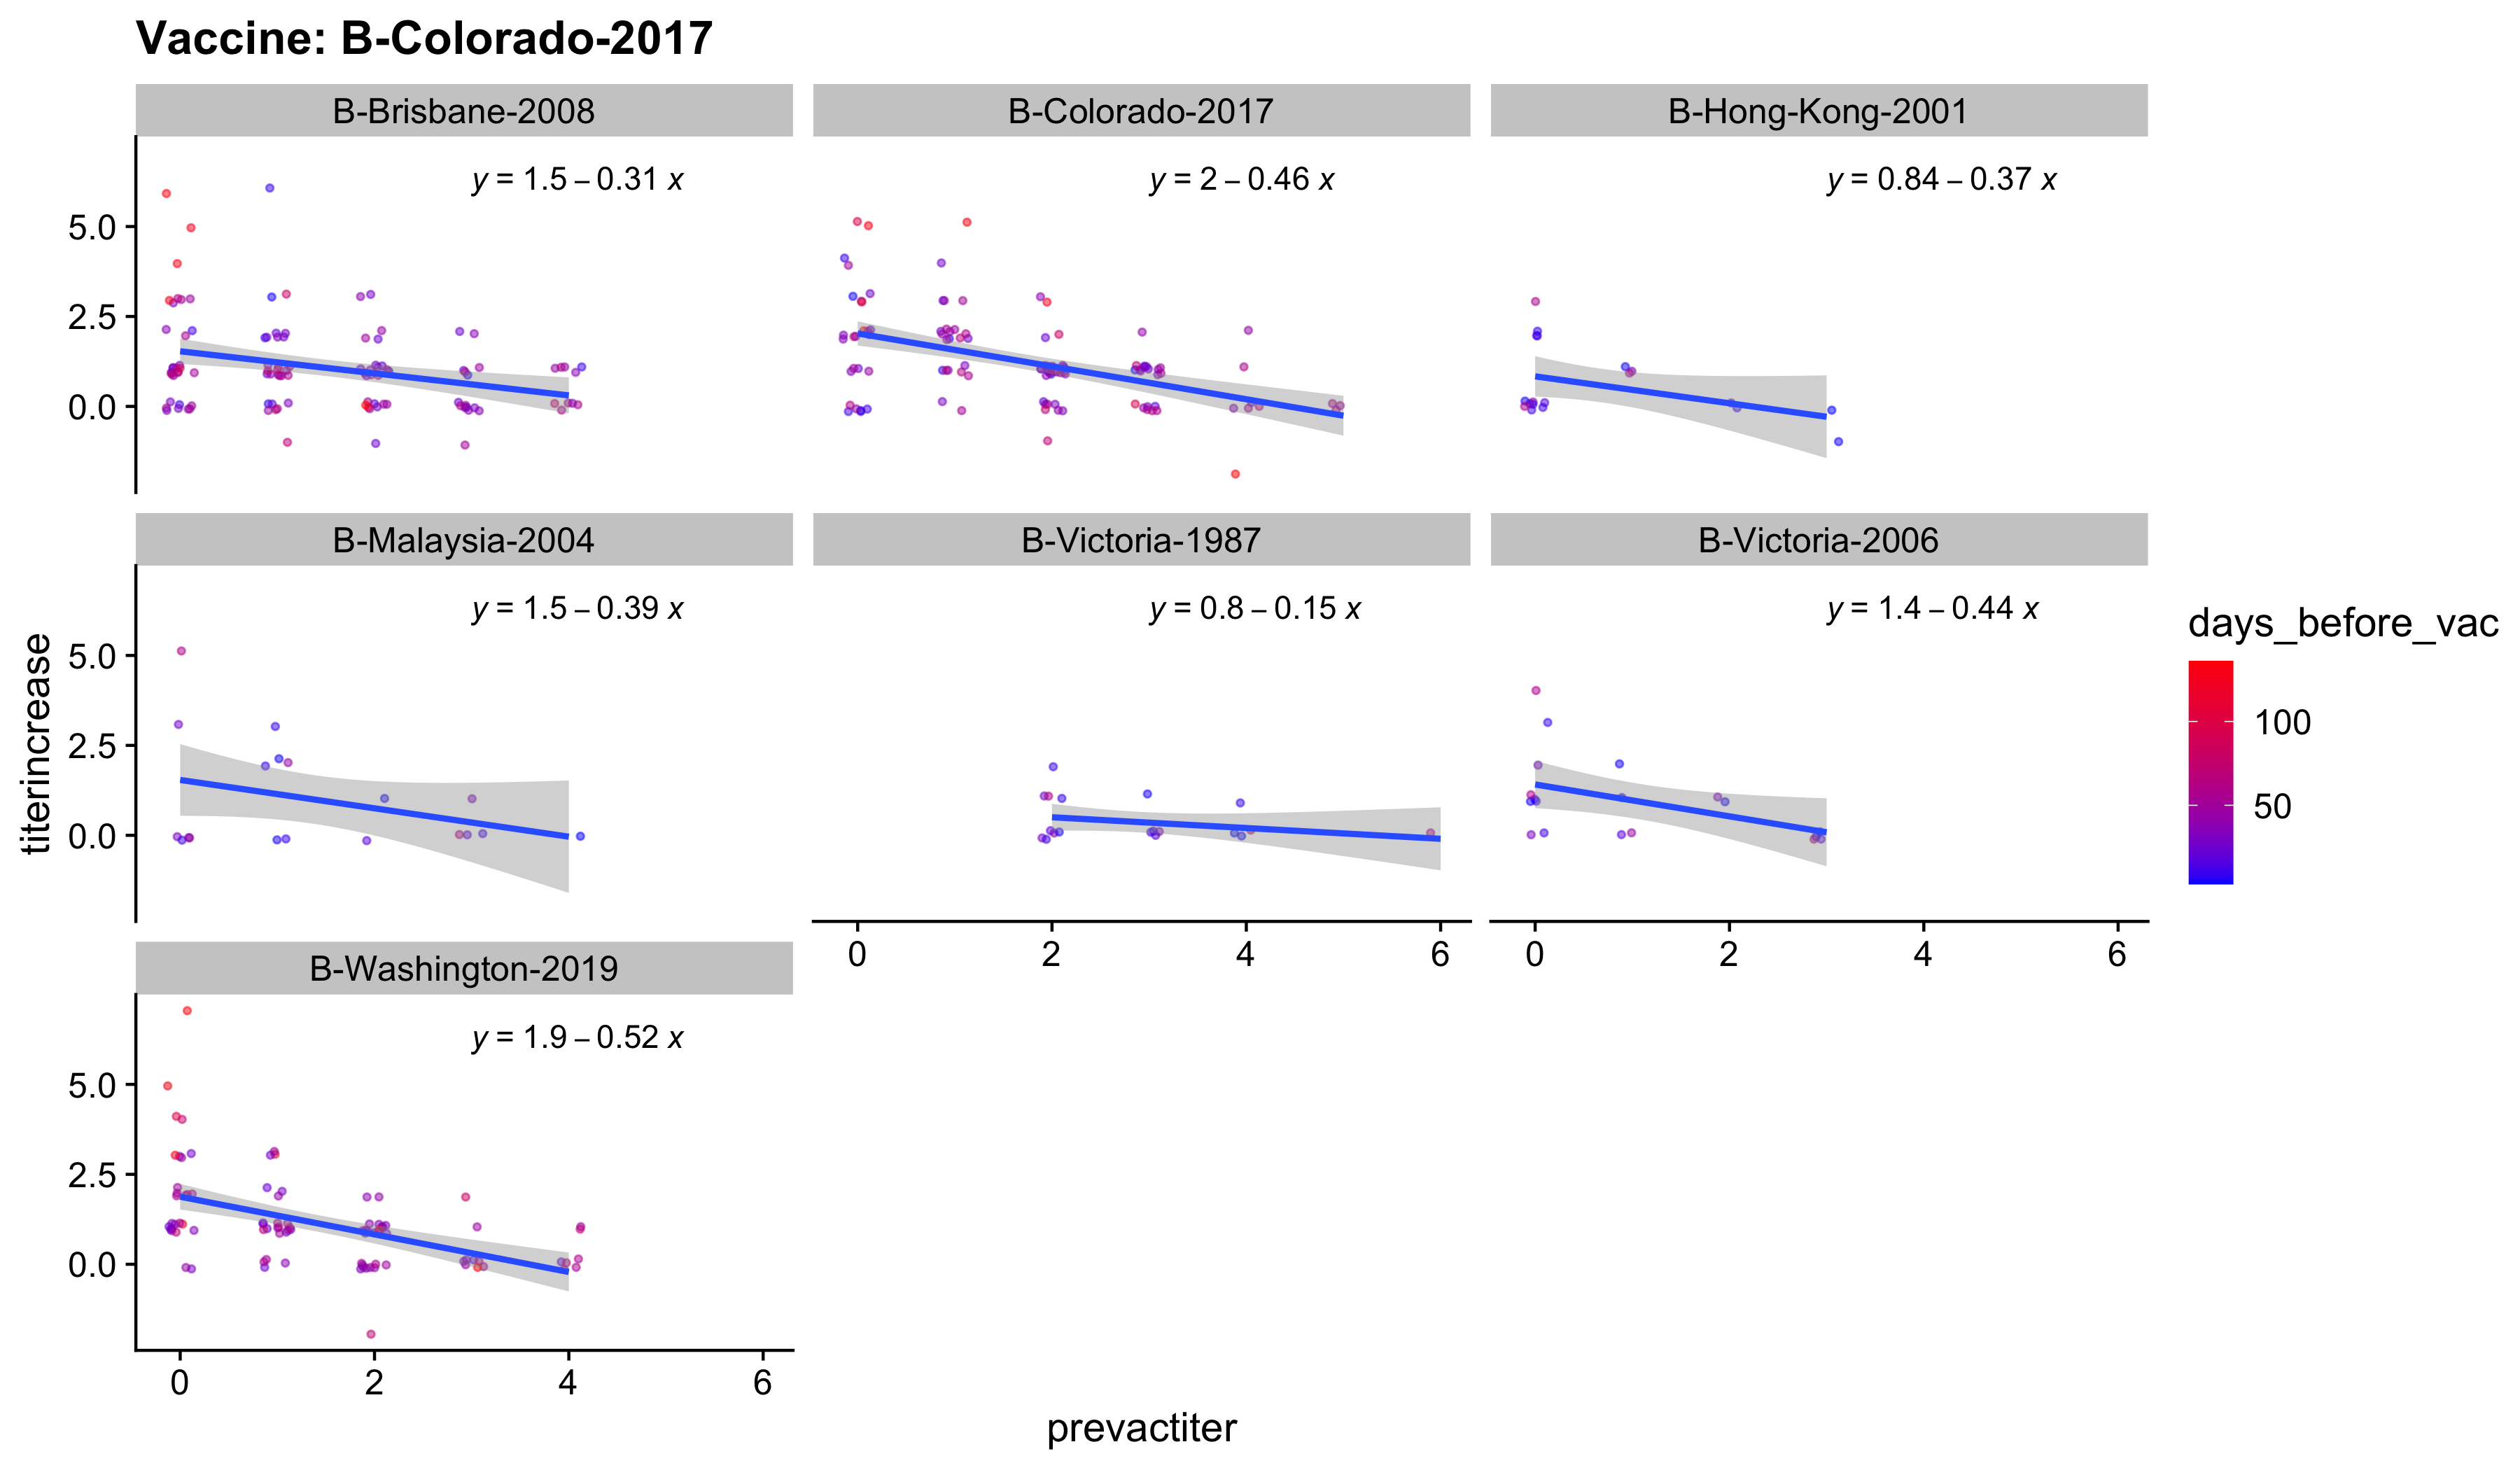 Vaccine: B-Colorado-2017
B-Brisbane-2008
B-Colorado-2017
B-Hong-Kong-2001
y = 1.5 – 0.31 x
y = 2 – 0.46 x
y = 0.84 – 0.37 x
5.0
2.5
0.0
B-Malaysia-2004
B-Victoria-1987
B-Victoria-2006
y = 1.5 – 0.39 x
y = 0.8 – 0.15 x
y = 1.4 – 0.44 x
5.0
2.5
0.0
titerincrease
0 2 4 6
0 2 4 6
days_before_vac
100
50
B-Washington-2019
y = 1.9 – 0.52 x
5.0
2.5
0.0
0 2 4 6
prevactiter